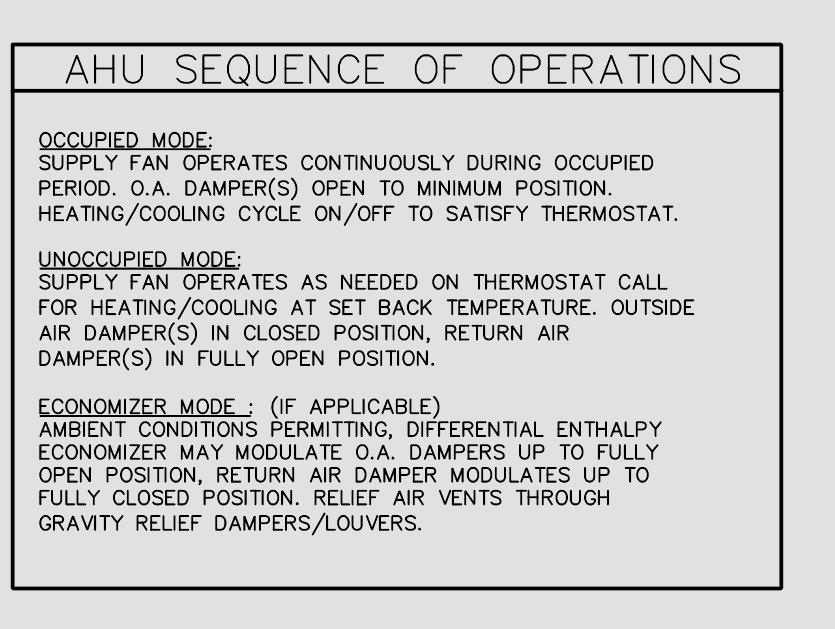 AHU SEQUENCE OF OPERATIONS
OCCUPIED MODE:
SUPPLY FAN OPERATES CONTINUOUSLY DURING OCCUPIED
PERIOD. O.A. DAMPER(S) OPEN TO MINIMUM POSITION.
HEATING/COOLING CYCLE ON/OFF TO SATISFY THERMOSTAT.
UNOCCUPIED MODE:
SUPPLY FAN OPERATES AS NEEDED ON THERMOSTAT CALL
FOR HEATING/COOLING AT SET BACK TEMPERATURE. OUTSIDE
AIR DAMPER(S) IN CLOSED POSITION, RETURN AIR
DAMPER(S) IN FULLY OPEN POSITION.
ECONOMIZER MODE : (IF APPLICABLE)
AMBIENT CONDITIONS PERMITTING, DIFFERENTIAL ENTHALPY
ECONOMIZER MAY MODULATE O.A. DAMPERS UP TO FULLY
OPEN POSITION, RETURN AIR DAMPER MODULATES UP TO
FULLY CLOSED POSITION. RELIEF AIR VENTS THROUGH
GRAVITY RELIEF DAMPERS/LOUVERS.